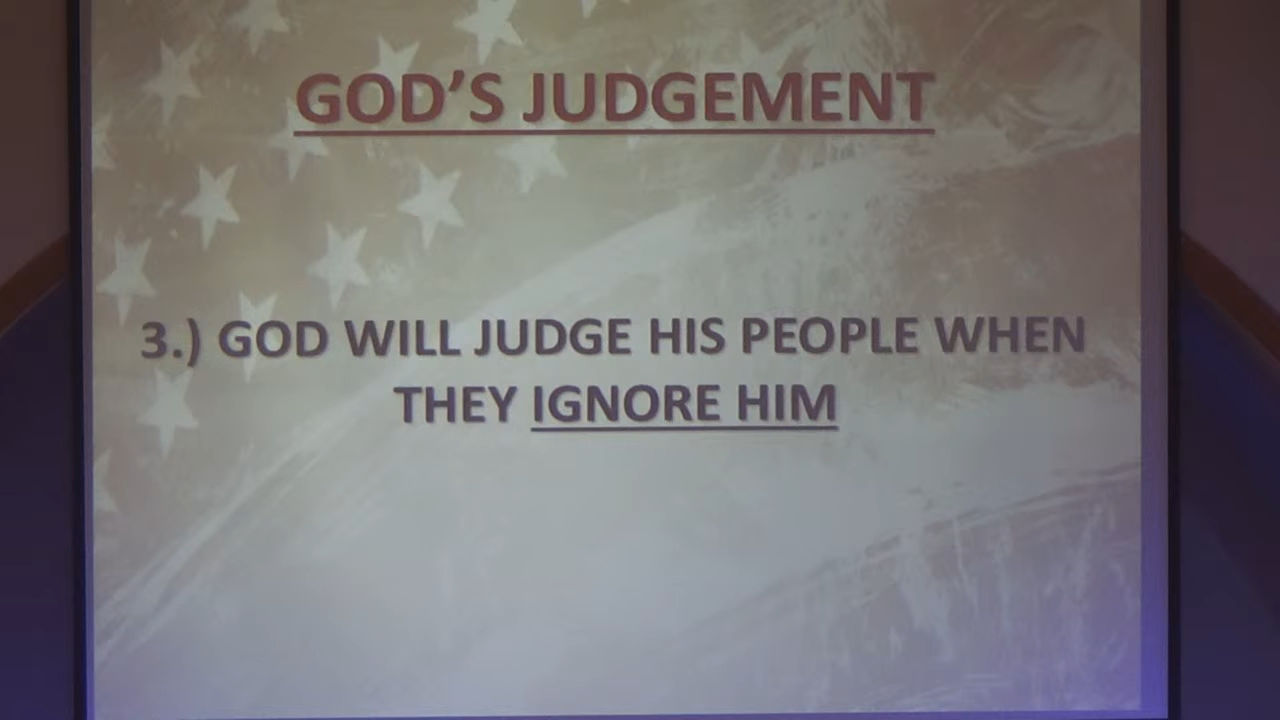 GOD’S JUDGEMENT
3.) GOD WILL JUDGE HIS PEOPLE WHEN
THEY IGNORE HIM